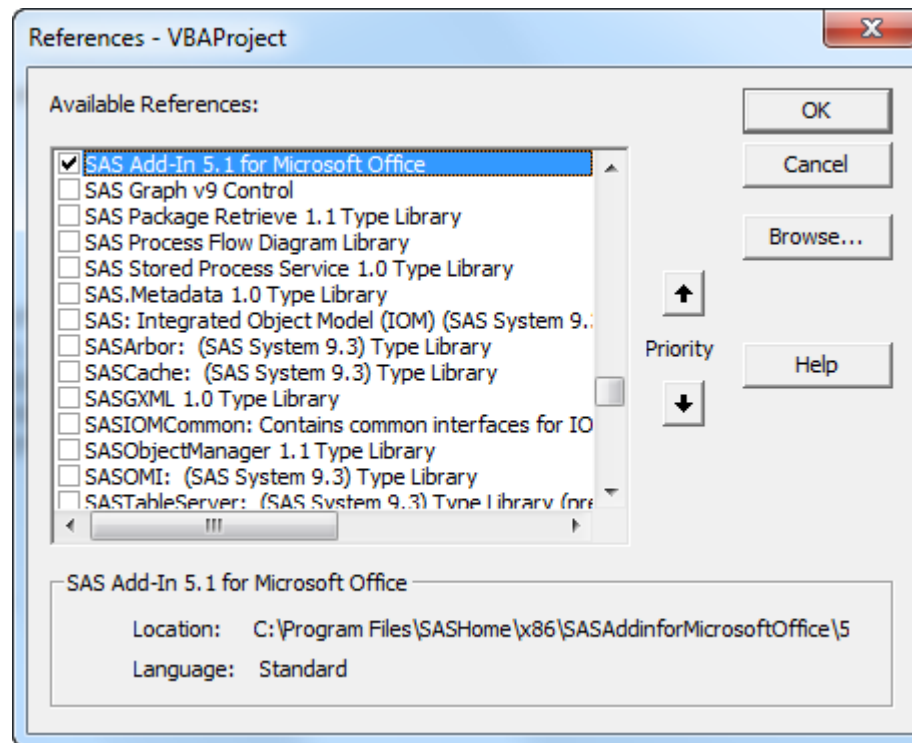 References - VBAProject
Available References:
OK
Cancel
Browse...
Help
Priority
SAS Add-In 5.1 for Microsoft Office
SAS Graph v9 Control
SAS Package Retrieve 1.1 Type Library
SAS Process Flow Diagram Library
SAS Stored Process Service 1.0 Type Library
SAS.Metadata 1.0 Type Library
SAS: Integrated Object Model (IOM) (SAS System 9.
SASArbor: (SAS System 9.3) Type Library
SASCache: (SAS System 9.3) Type Library
SASGXML 1.0 Type Library
SASIOMCommon: Contains common interfaces for IO
SASObjectManager 1.1 Type Library
SASOMI: (SAS System 9.3) Type Library
SASTableServer: (SAS System 9.3) Type Library (pre
SAS Add-In 5.1 for Microsoft Office
Location: C:\Program Files\SASHome\x86\SASAddinforMicrosoftOffice\5
Language: Standard